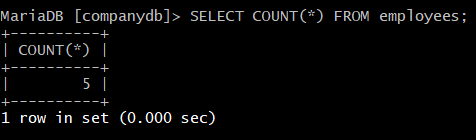 MariaDB [companydb]> SELECT COUNT(*) FROM employees;
+----------+
| COUNT(*) |
+----------+
|        5 |
+----------+
1 row in set (0.000 sec)